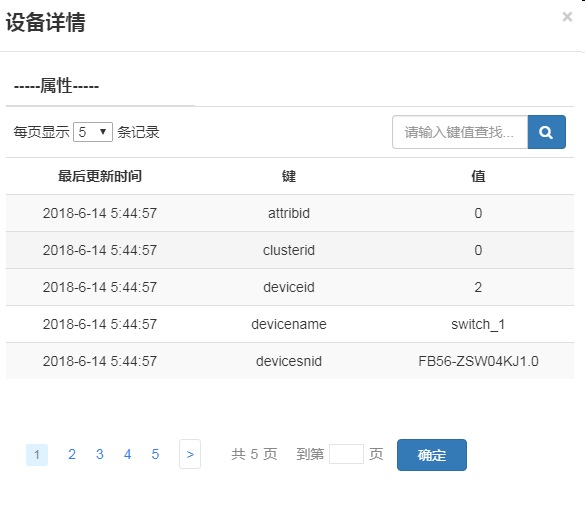 设备详情 ×
-----属性-----
每页显示 5 ▼ 条记录 请输入键值查找...
最后更新时间 键 值
2018-6-14 5:44:57 attribid 0
2018-6-14 5:44:57 clusterid 0
2018-6-14 5:44:57 deviceid 2
2018-6-14 5:44:57 devicename switch_1
2018-6-14 5:44:57 devicesnid FB56-ZSW04KJ1.0
1 2 3 4 5 > 共 5 页 到第 页 确定